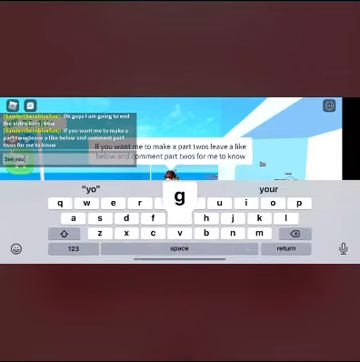 Ok guys I am going to end
the video here, bye.
If you want me to make a
part twos leave a like
below and comment part
twos for me to know
If you want me to make a part twos leave a like
below and comment part twos for me to know
See you
"yo"
your
g
q w e r u i o p
a s d f h j k l
z x c v b n m
123 space return